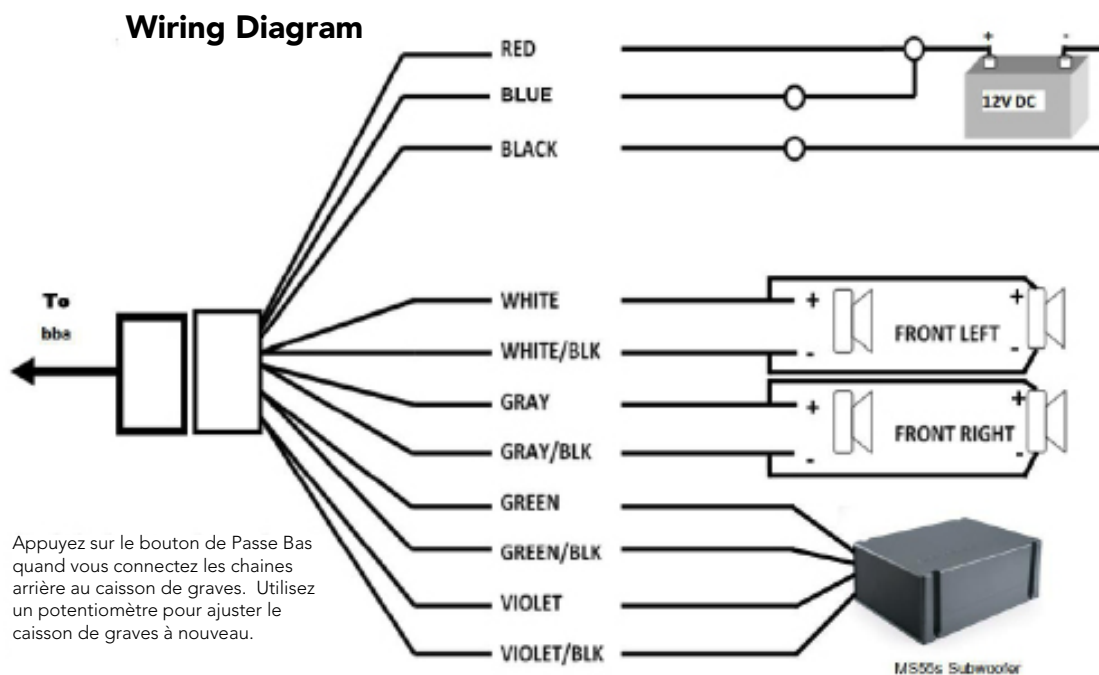 Wiring Diagram
RED
BLUE
BLACK
+ -
12V DC
To
bba
WHITE
WHITE/BLK
GRAY
GRAY/BLK
GREEN
GREEN/BLK
VIOLET
VIOLET/BLK
+ +
FRONT LEFT
- -
+ +
FRONT RIGHT
- -
Appuyez sur le bouton de Passe Bas
quand vous connectez les chaines
arrière au caisson de graves. Utilisez
un potentiomètre pour ajuster le
caisson de graves à nouveau.
MS55s Subwoofer